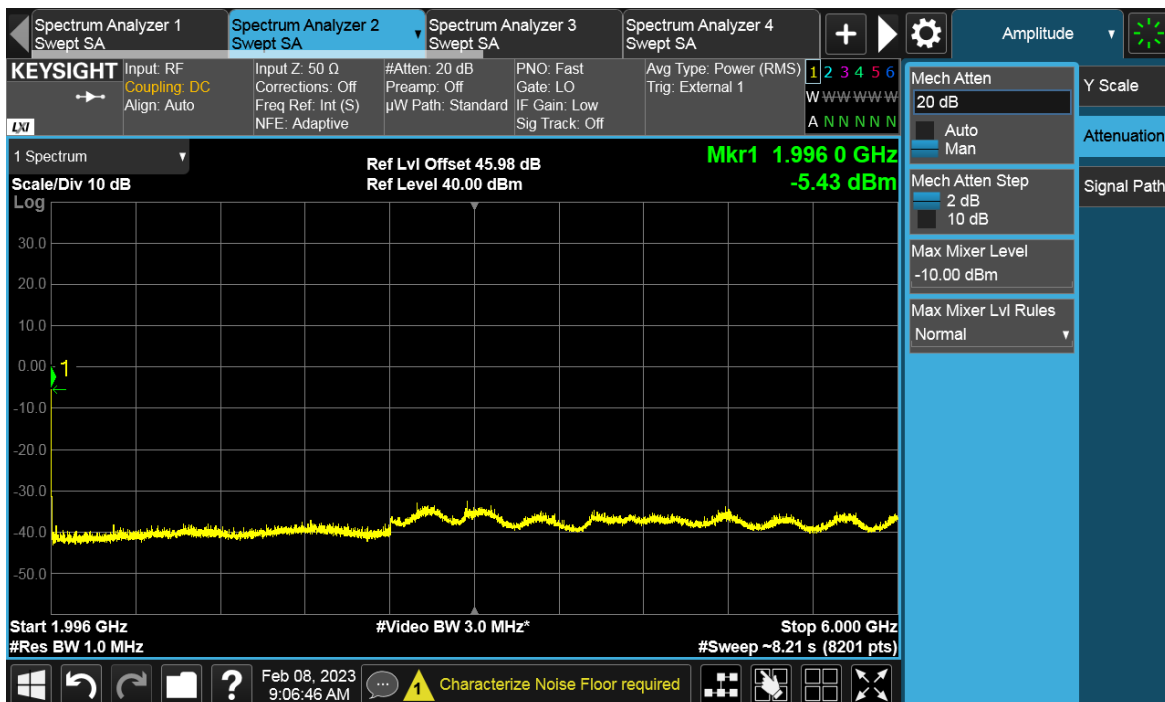 Spectrum Analyzer 1
Swept SA
Spectrum Analyzer 2
Swept SA
Spectrum Analyzer 3
Swept SA
Spectrum Analyzer 4
Swept SA
Amplitude
KEYSIGHT
LXI
Input: RF
Coupling: DC
Align: Auto
Input Z: 50 Ω
Corrections: Off
Freq Ref: Int (S)
NFE: Adaptive
#Atten: 20 dB
Preamp: Off
µW Path: Standard
PNO: Fast
Gate: LO
IF Gain: Low
Sig Track: Off
Avg Type: Power (RMS)
Trig: External 1
1 2 3 4 5 6
W W W W W W
A N N N N N
1 Spectrum
Scale/Div 10 dB
Log
Ref Lvl Offset 45.98 dB
Ref Level 40.00 dBm
Mkr1 1.996 0 GHz
-5.43 dBm
30.0
20.0
10.0
0.00
-10.0
-20.0
-30.0
-40.0
-50.0
1
Start 1.996 GHz
#Res BW 1.0 MHz
#Video BW 3.0 MHz*
Stop 6.000 GHz
#Sweep ~8.21 s (8201 pts)
Mech Atten
20 dB
Auto
Man
Mech Atten Step
2 dB
10 dB
Max Mixer Level
-10.00 dBm
Max Mixer Lvl Rules
Normal
Y Scale
Attenuation
Signal Path
?
Feb 08, 2023
9:06:46 AM
1
Characterize Noise Floor required